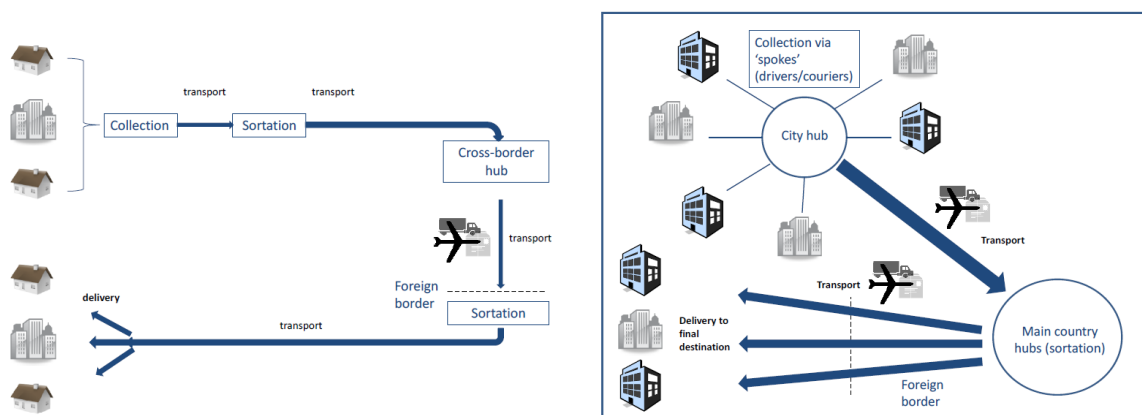 transport
transport
Collection
Sortation
Cross-border
hub
transport
Foreign
border
Sortation
delivery
transport
Collection via
‘spokes’
(drivers/couriers)
City hub
Transport
Transport
Delivery to
final
destination
Main country
hubs (sortation)
Foreign
border